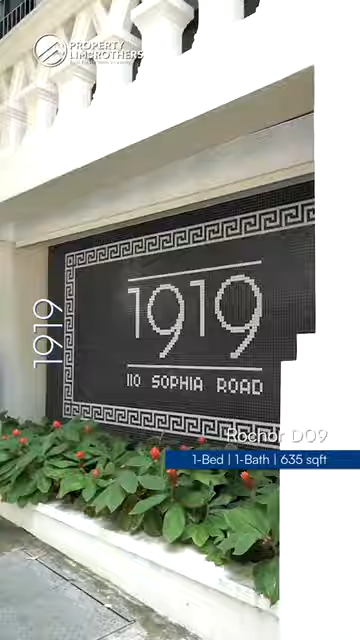 PROPERTY
LIMBROTHERS
1919
1919
110 SOPHIA ROAD
Rochor D09
1-Bed | 1-Bath | 635 sqft